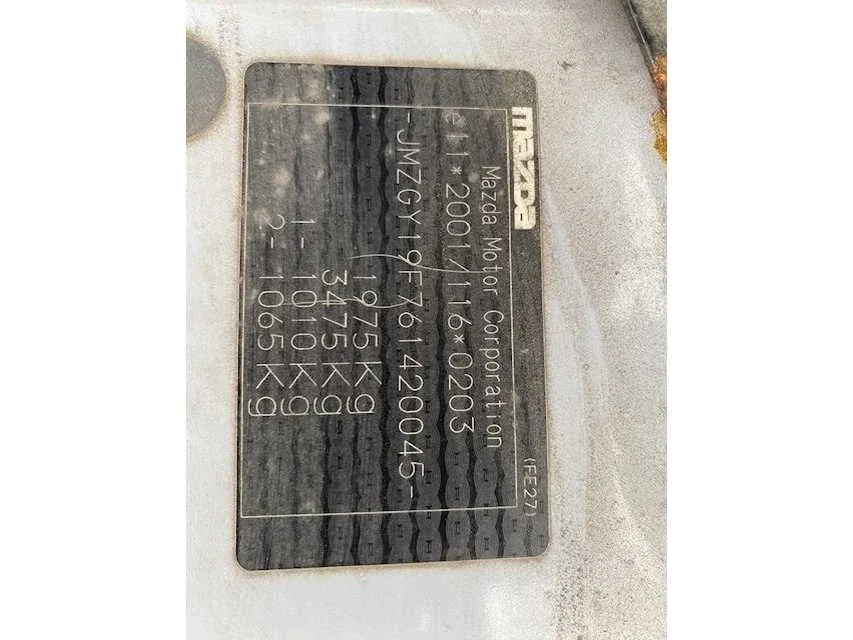 mazda
(FE27)
Mazda Motor Corporation
e11*2001/116*0203
-JMZGY19F761420045-
1975Kg
3475Kg
1- 1010Kg
2- 1065Kg